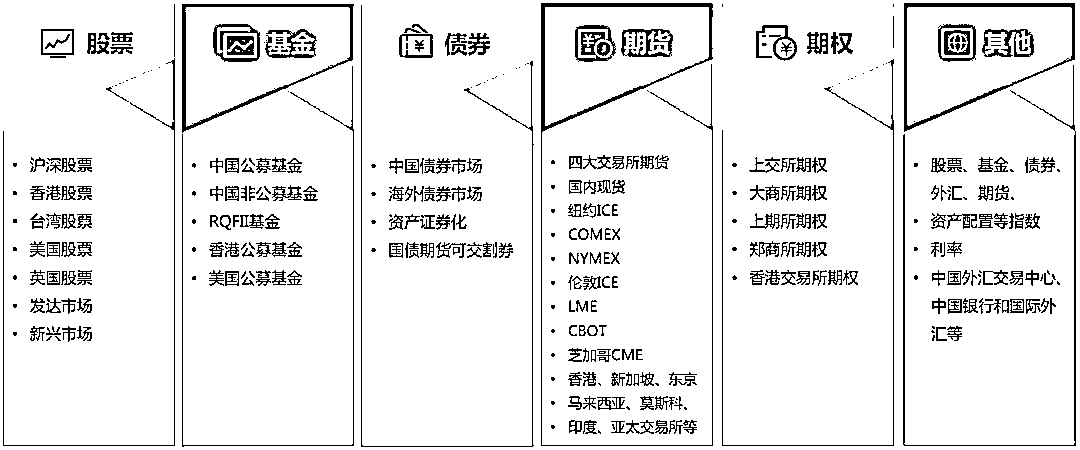 股票
沪深股票
香港股票
台湾股票
美国股票
英国股票
发达市场
新兴市场
基金
中国公募基金
中国非公募基金
RQFII基金
香港公募基金
美国公募基金
债券
中国债券市场
海外债券市场
资产证券化
国债期货可交割券
期货
四大交易所期货
国内现货
纽约ICE
COMEX
NYMEX
伦敦ICE
LME
CBOT
芝加哥CME
香港、新加坡、东京
马来西亚、莫斯科、
印度、亚太交易所等
期权
上交所期权
大商所期权
上期所期权
郑商所期权
香港交易所期权
其他
股票、基金、债券、
外汇、期货、
资产配置等指数
利率
中国外汇交易中心、
中国银行和国际外
汇等